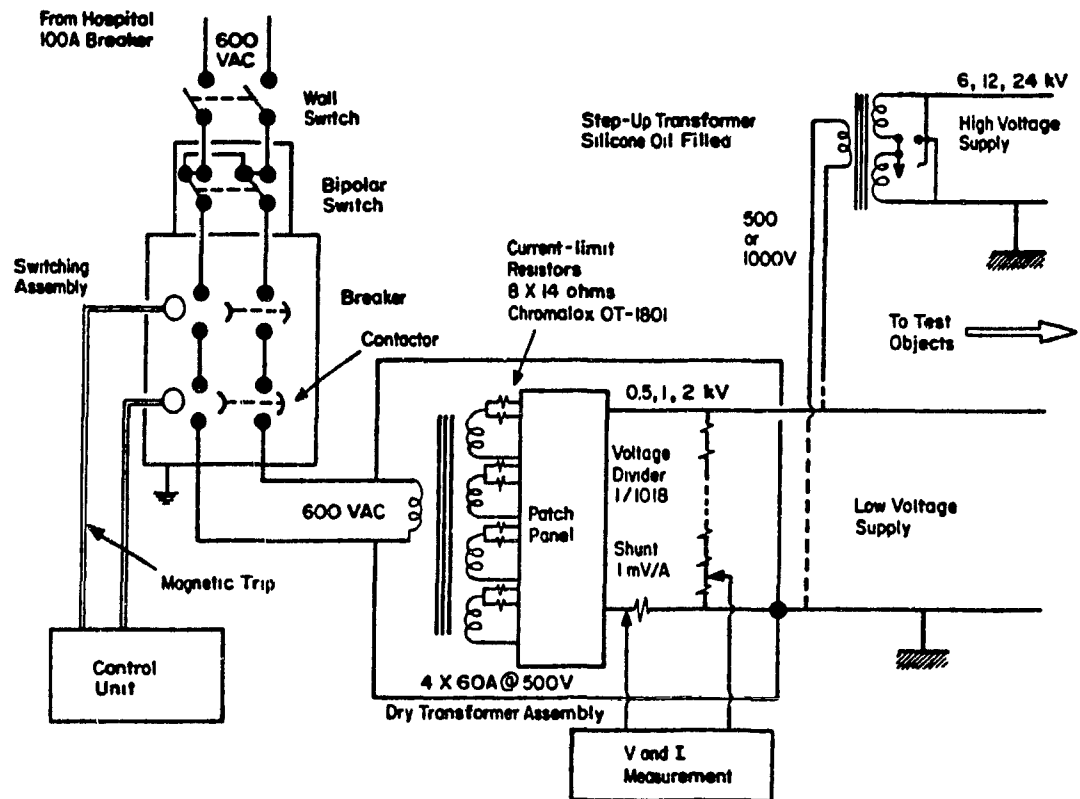 From Hospital
100A Breaker
600
VAC
Wall
Switch
Bipolar
Switch
Switching
Assembly
Breaker
Contactor
600 VAC
Magnetic Trip
Control
Unit
Current-limit
Resistors
8 X 14 ohms
Chromalox OT-1801
Patch
Panel
4 X 60A @ 500V
Dry Transformer Assembly
0.5, 1, 2 kV
Voltage
Divider
1/1018
Shunt
1 mV/A
V and I
Measurement
Step-Up Transformer
Silicone Oil Filled
500
or
1000V
6, 12, 24 kV
High Voltage
Supply
To Test
Objects
Low Voltage
Supply